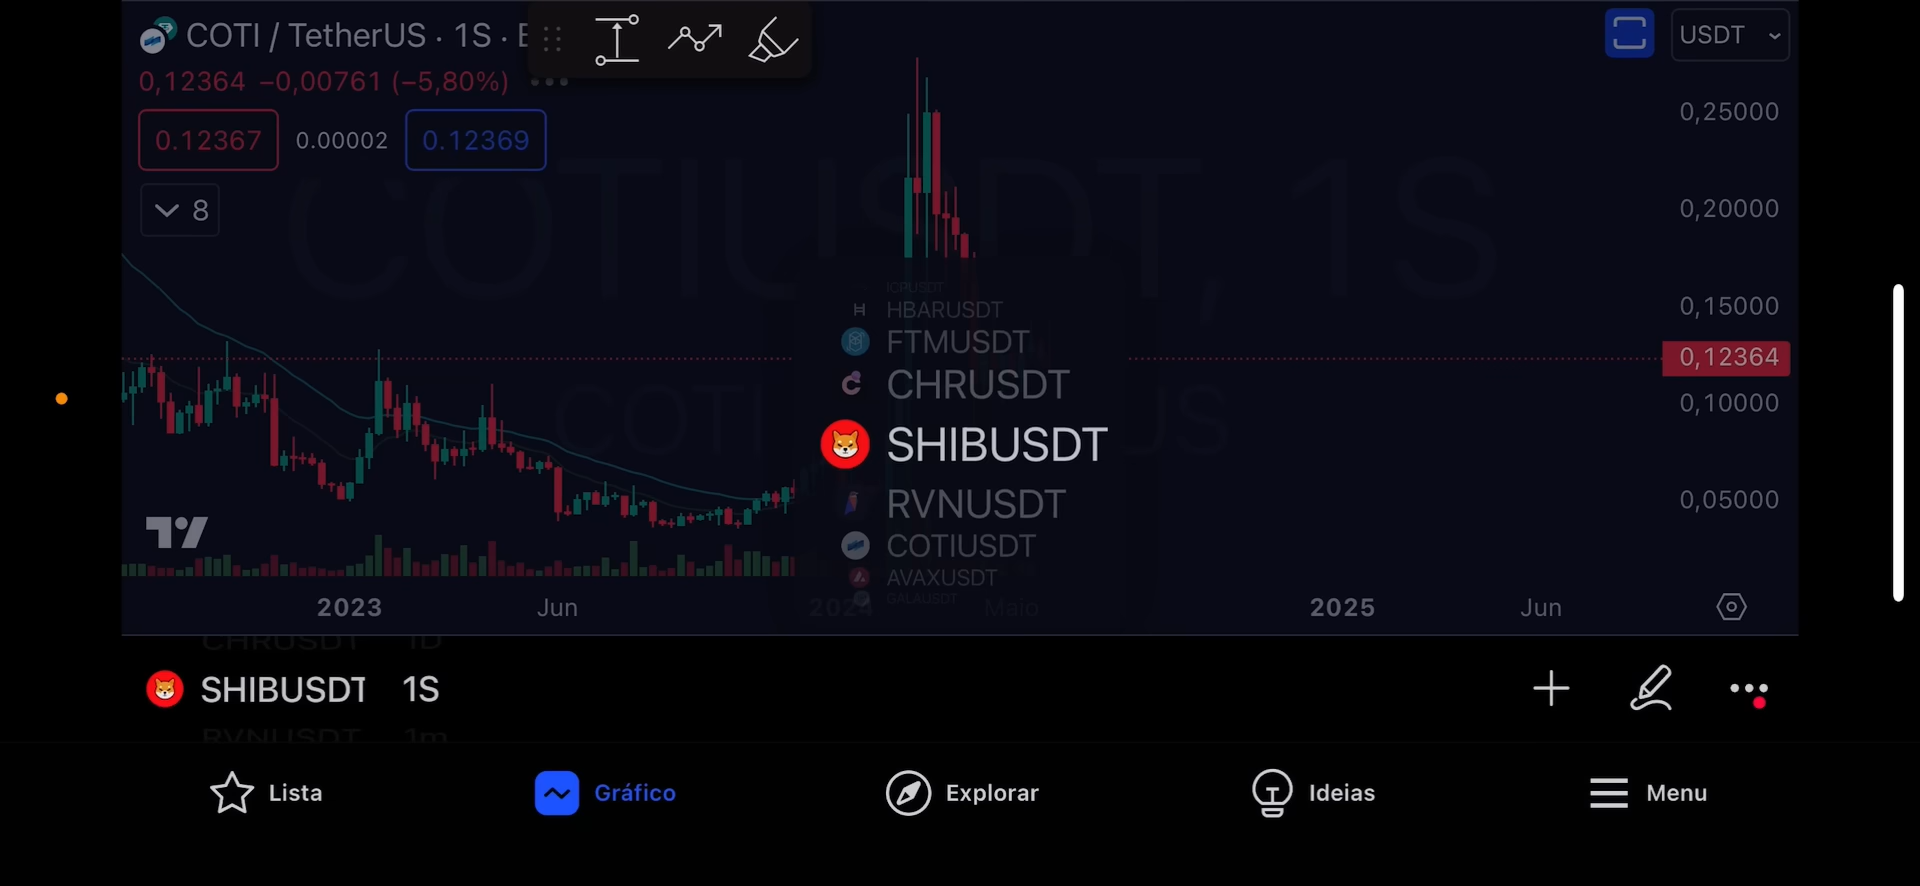 COTI / TetherUS · 1S ·
USDT
0,12364 −0,00761 (−5,80%)
0.12367 0.00002 0.12369
8
COTIUSDT, 1S
0,25000
0,20000
0,15000
0,12364
0,10000
0,05000
ICPUSDT
HBARUSDT
FTMUSDT
CHRUSDT
SHIBUSDT
RVNUSDT
COTIUSDT
AVAXUSDT
GALAUSDT
2023 Jun 2024 Maio 2025 Jun
CHRUSDT 1D
SHIBUSDT 1S
RVNUSDT 1m
Lista Gráfico Explorar Ideias Menu